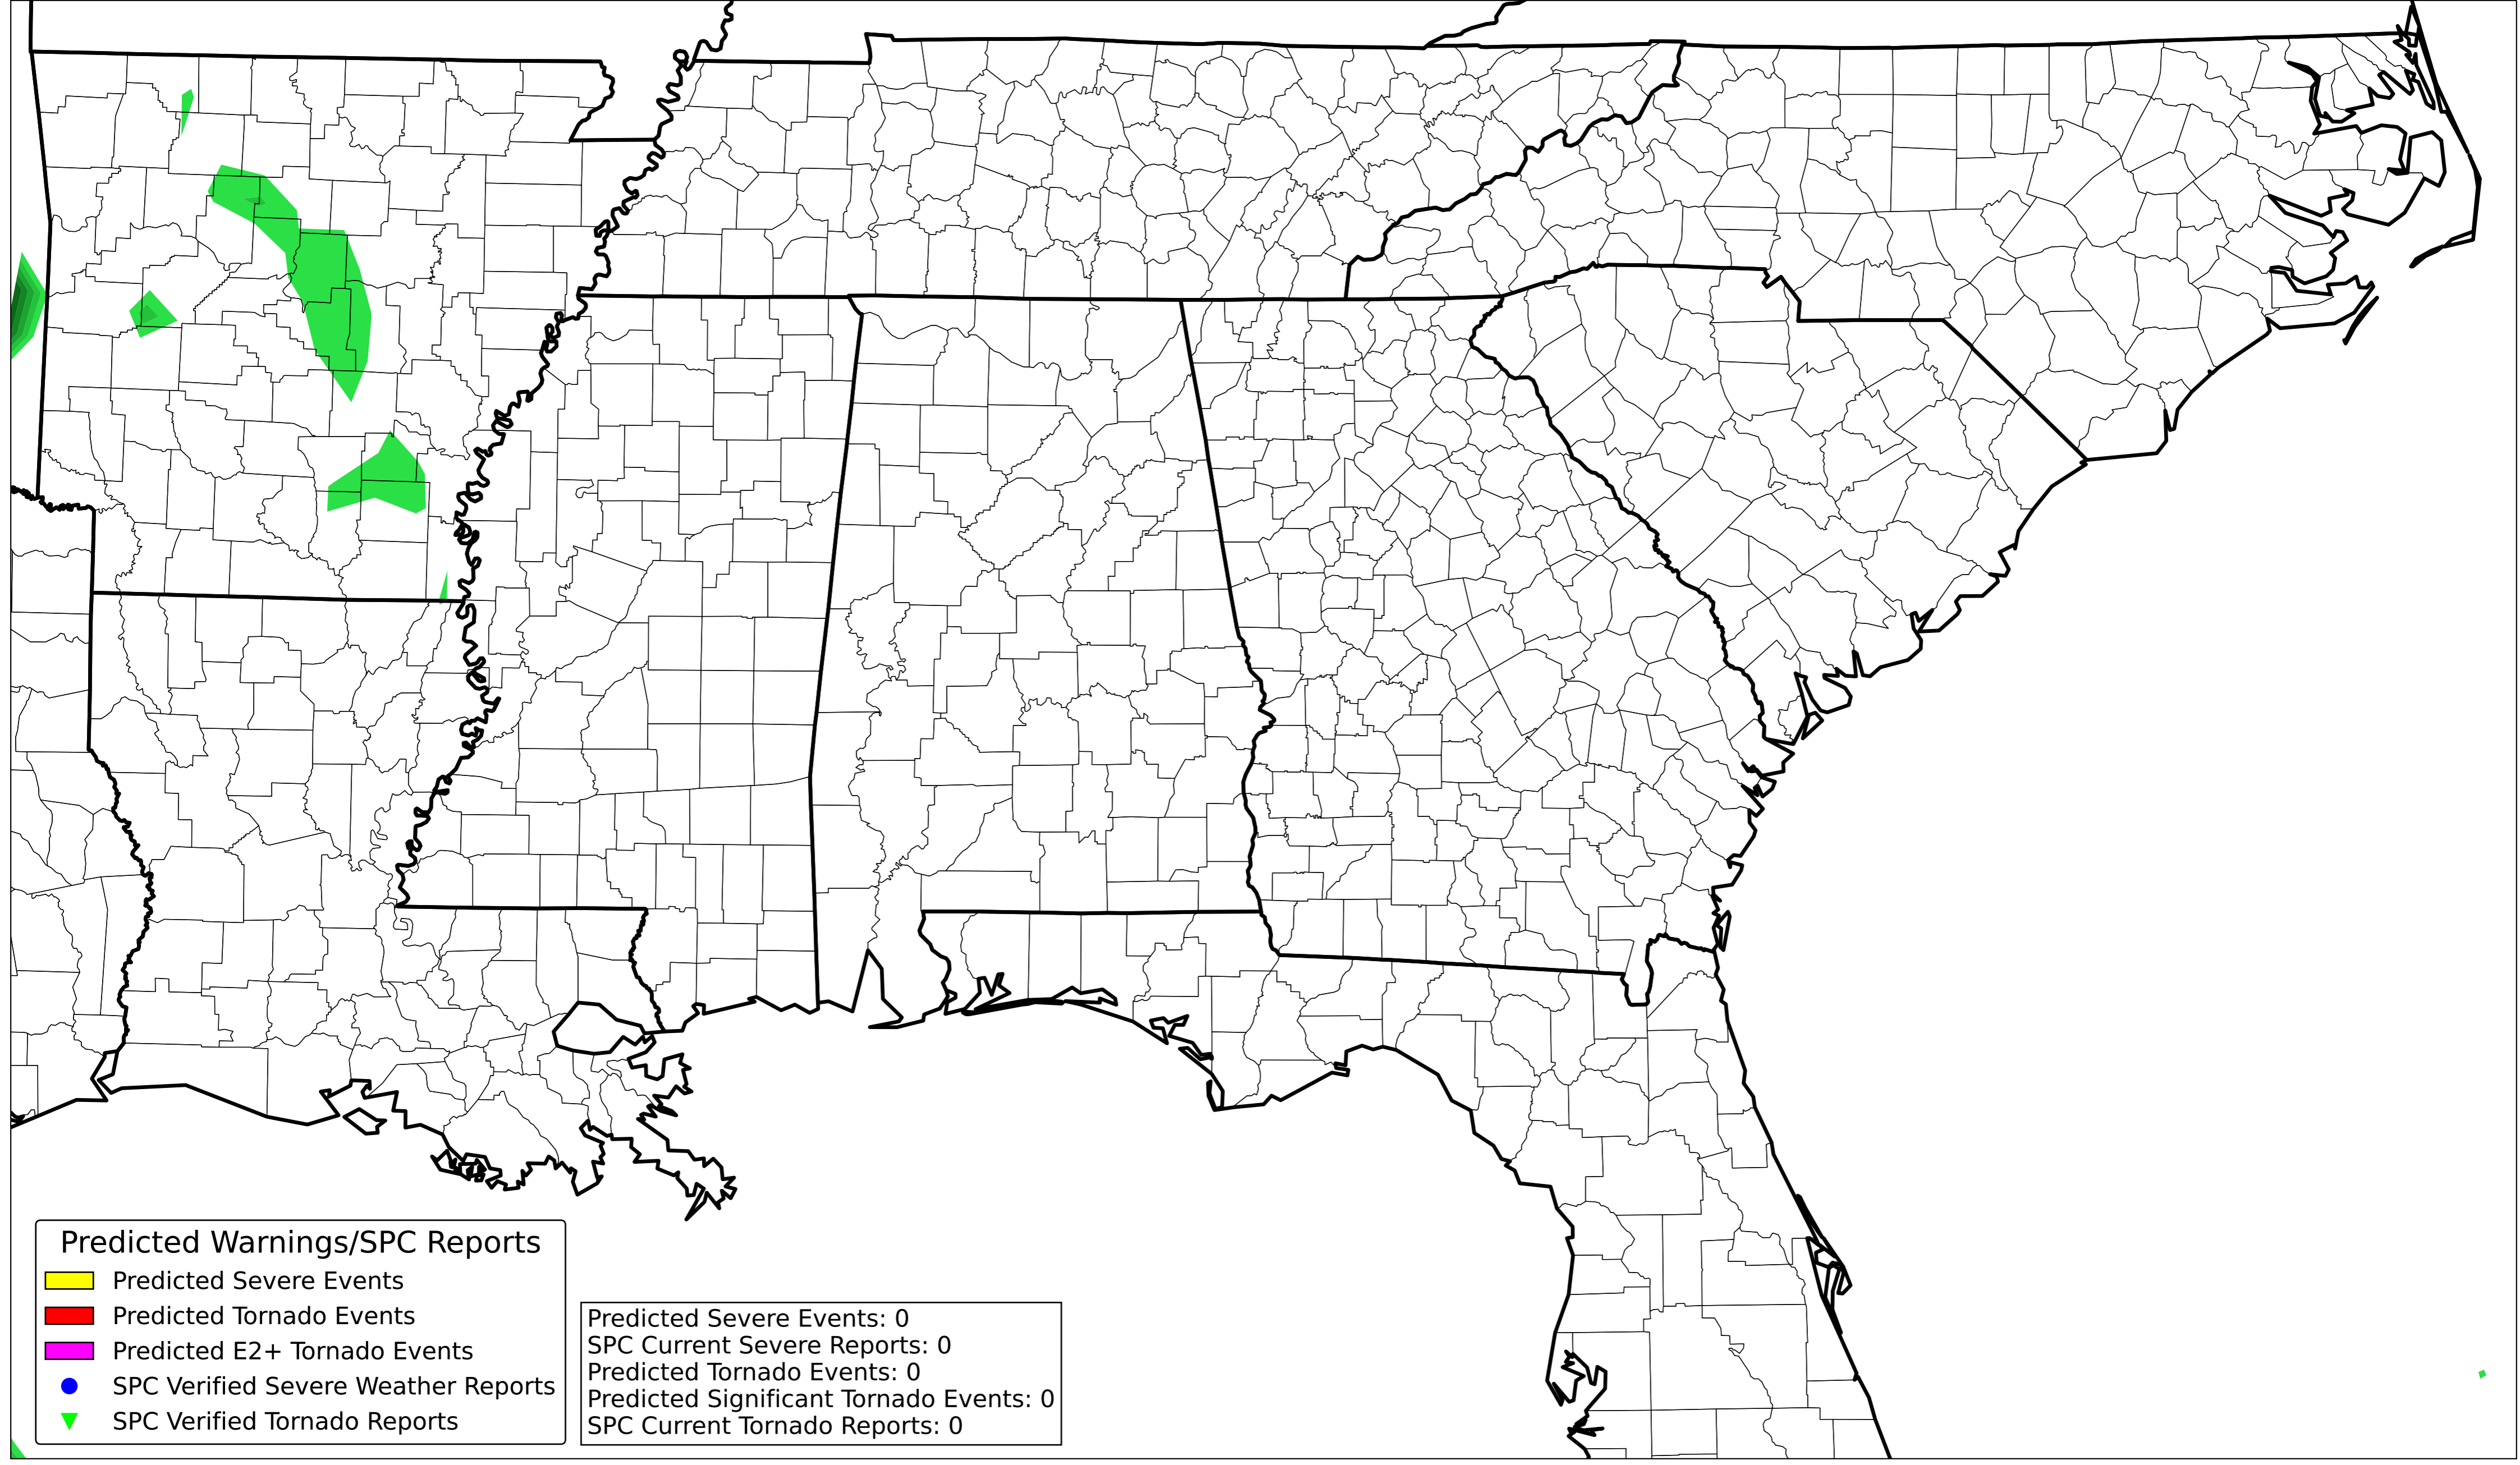 Predicted Warnings/SPC Reports
Predicted Severe Events
Predicted Tornado Events
Predicted E2+ Tornado Events
SPC Verified Severe Weather Reports
SPC Verified Tornado Reports
Predicted Severe Events: 0
SPC Current Severe Reports: 0
Predicted Tornado Events: 0
Predicted Significant Tornado Events: 0
SPC Current Tornado Reports: 0